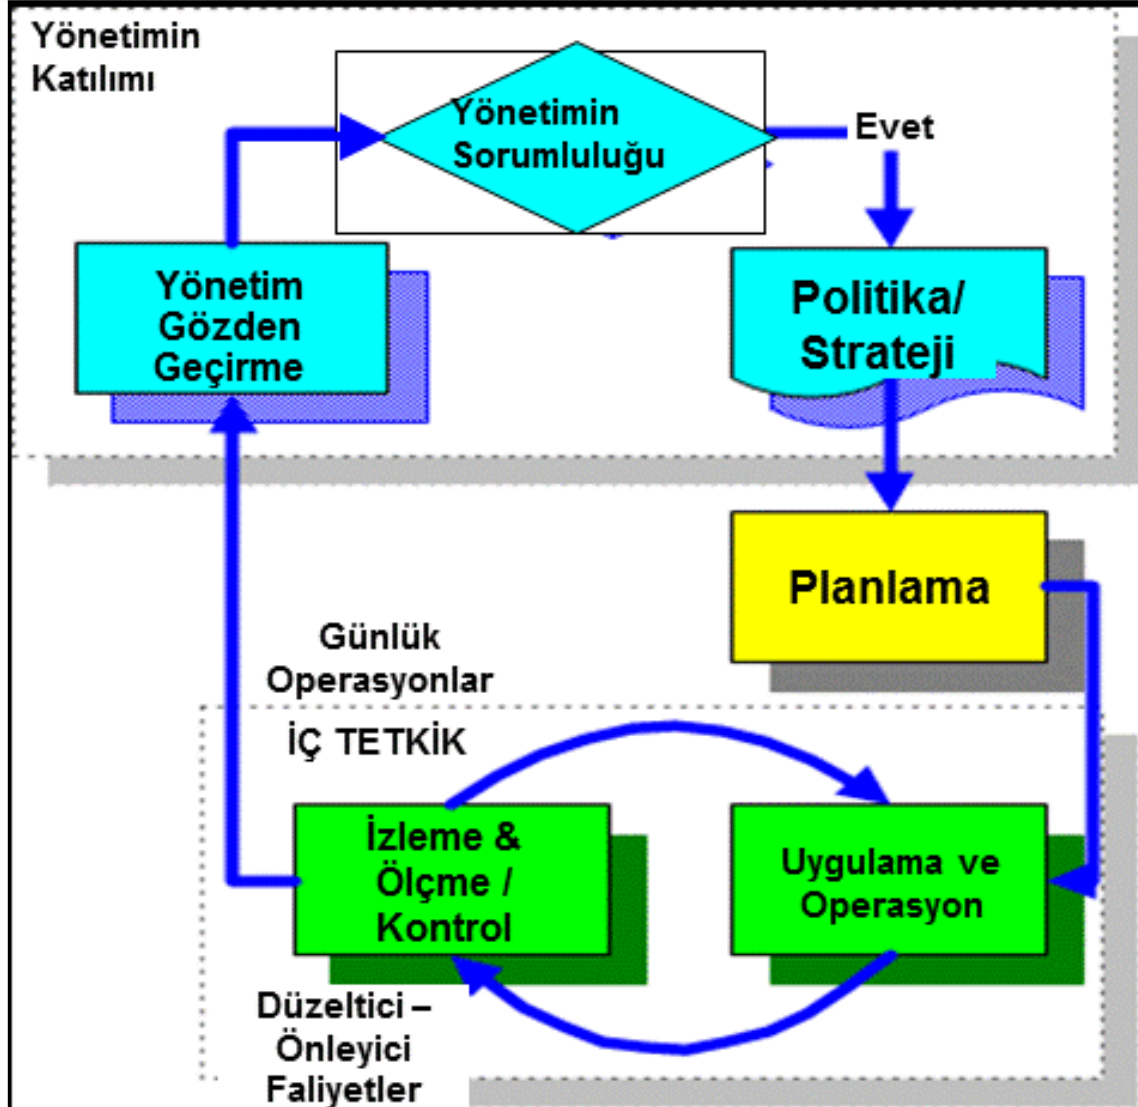 Yönetimin
Katılımı
Yönetimin
Sorumluluğu
Evet
Yönetim
Gözden
Geçirme
Politika/
Strateji
Planlama
Günlük
Operasyonlar
İÇ TETKİK
İzleme &
Ölçme /
Kontrol
Uygulama ve
Operasyon
Düzeltici –
Önleyici
Faliyetler